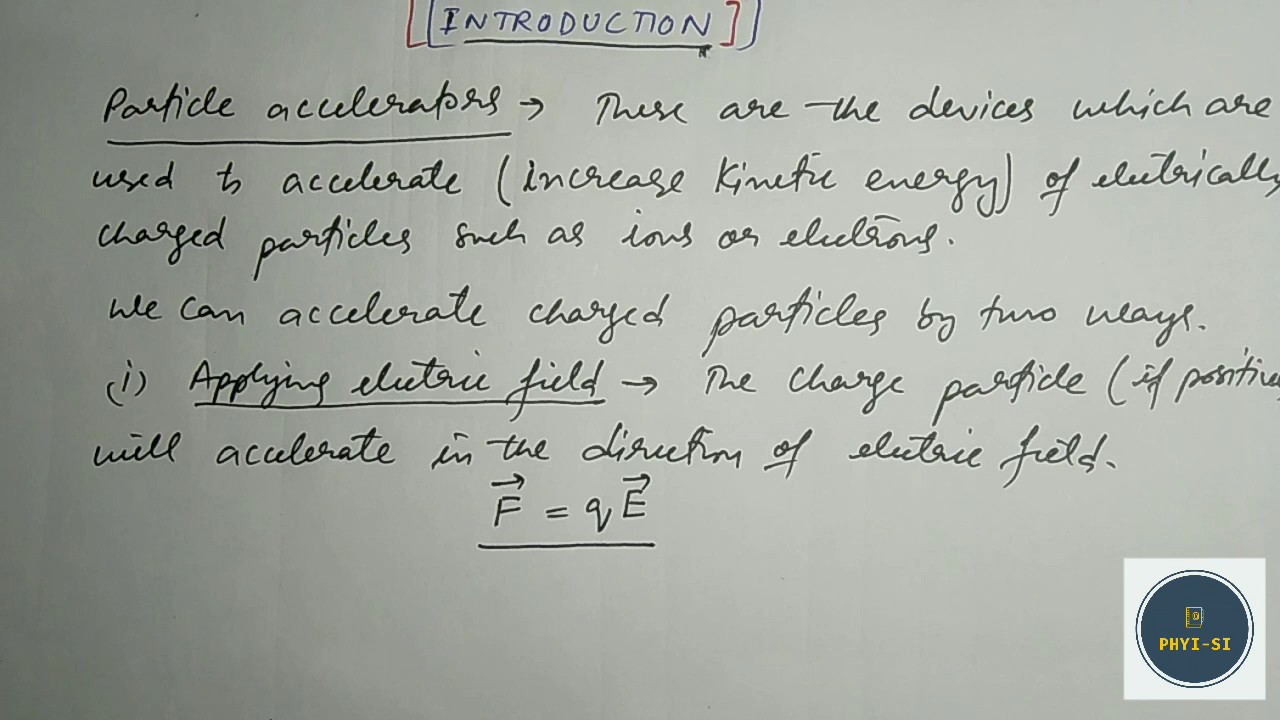 [[INTRODUCTION]]
Particle accelerators → These are the devices which are
used to accelerate (increase Kinetic energy) of electrically
charged particles such as ions or electrons.
We can accelerate charged particles by two ways.
(i) Applying electric field → The charge particle (if positive
will accelerate in the direction of electric field.
F⃗ = qE⃗
PHYI-SI